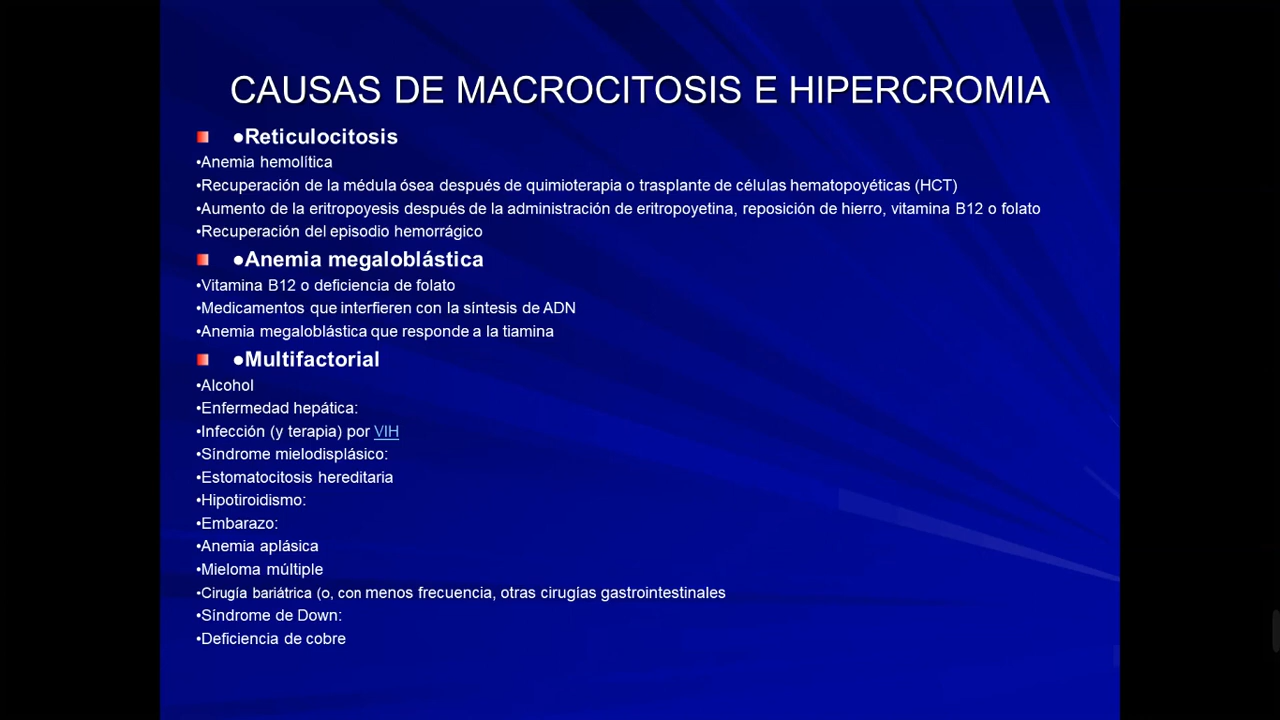 CAUSAS DE MACROCITOSIS E HIPERCROMIA
●Reticulocitosis
•Anemia hemolítica
•Recuperación de la médula ósea después de quimioterapia o trasplante de células hematopoyéticas (HCT)
•Aumento de la eritropoyesis después de la administración de eritropoyetina, reposición de hierro, vitamina B12 o folato
•Recuperación del episodio hemorrágico
●Anemia megaloblástica
•Vitamina B12 o deficiencia de folato
•Medicamentos que interfieren con la síntesis de ADN
•Anemia megaloblástica que responde a la tiamina
●Multifactorial
•Alcohol
•Enfermedad hepática:
•Infección (y terapia) por VIH
•Síndrome mielodisplásico:
•Estomatocitosis hereditaria
•Hipotiroidismo:
•Embarazo:
•Anemia aplásica
•Mieloma múltiple
•Cirugía bariátrica (o, con menos frecuencia, otras cirugías gastrointestinales
•Síndrome de Down:
•Deficiencia de cobre